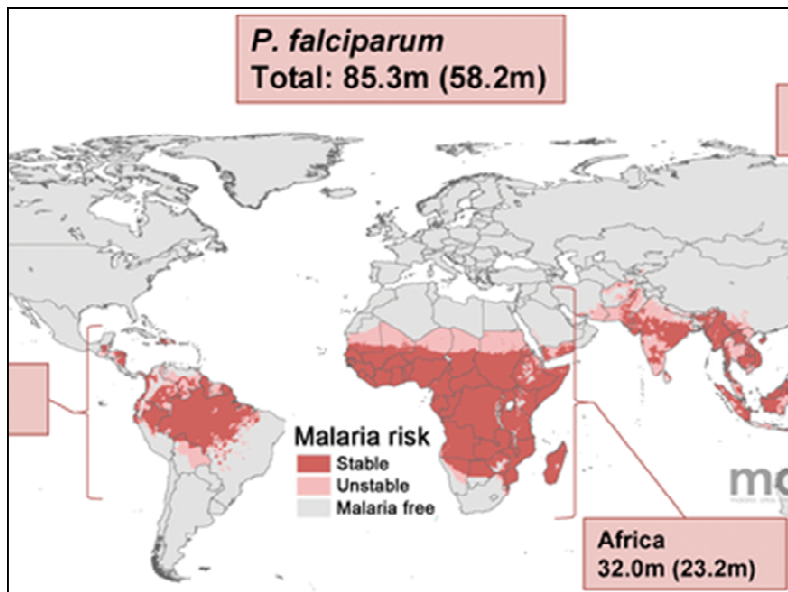 P. falciparum
Total: 85.3m (58.2m)
Malaria risk
Stable
Unstable
Malaria free
Africa
32.0m (23.2m)